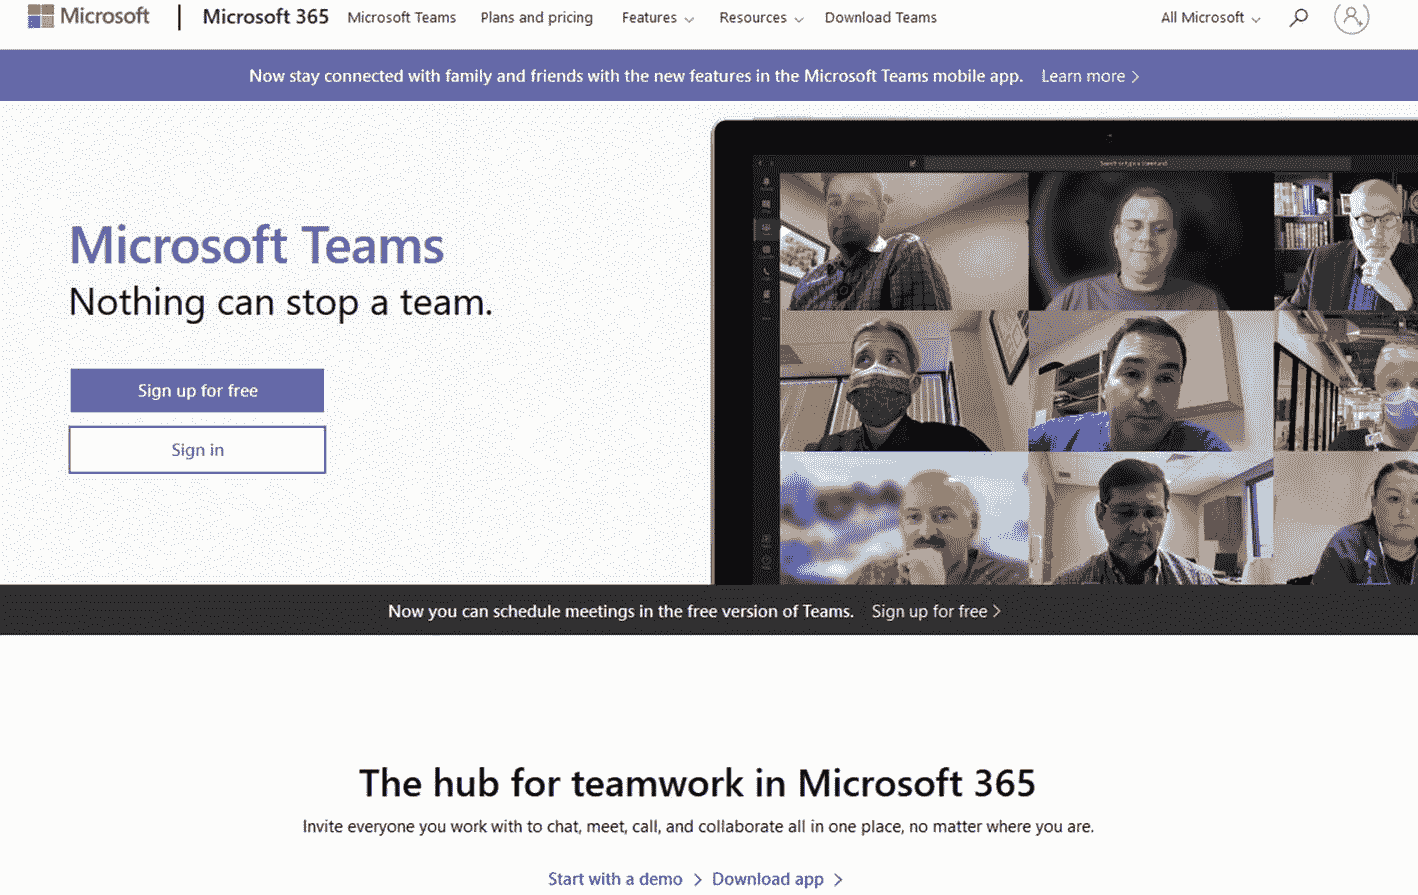 Microsoft
Microsoft 365
Microsoft Teams
Plans and pricing
Features
Resources
Download Teams
All Microsoft
Now stay connected with family and friends with the new features in the Microsoft Teams mobile app. Learn more
Microsoft Teams
Nothing can stop a team.
Sign up for free
Sign in
Now you can schedule meetings in the free version of Teams. Sign up for free
The hub for teamwork in Microsoft 365
Invite everyone you work with to chat, meet, call, and collaborate all in one place, no matter where you are.
Start with a demo
Download app